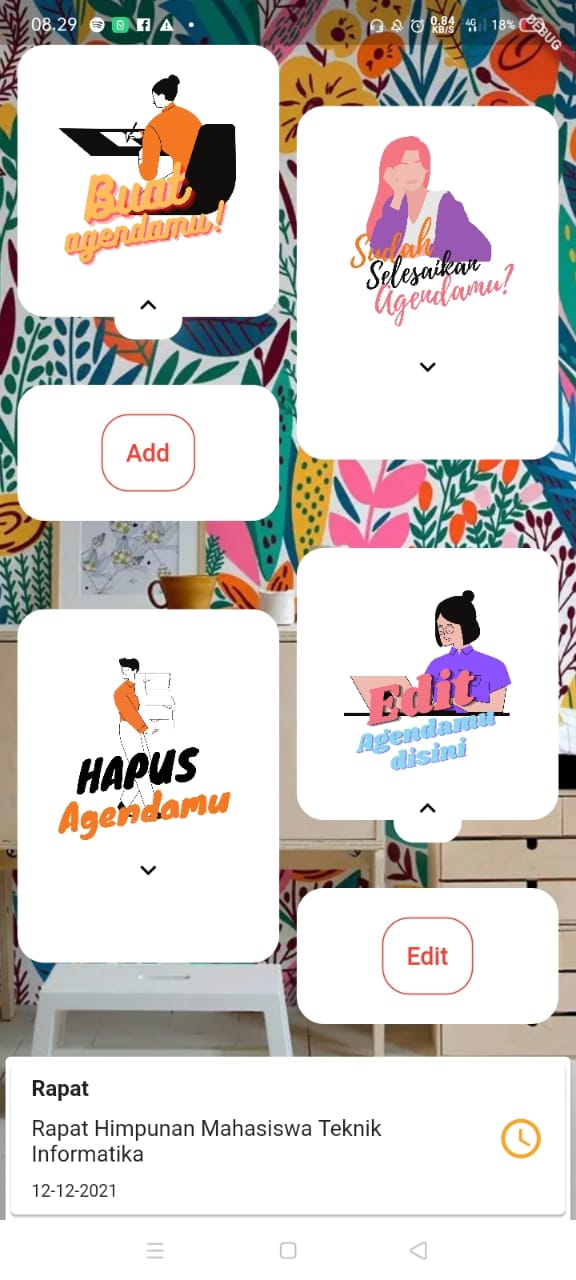 08.29
0.84
KB/S
4G
18%
DEBUG
Buat
agendamu!
Sudah
Selesaikan
Agendamu?
Add
HAPUS
Agendamu
Edit
Agendamu
disini
Edit
Rapat
Rapat Himpunan Mahasiswa Teknik
Informatika
12-12-2021